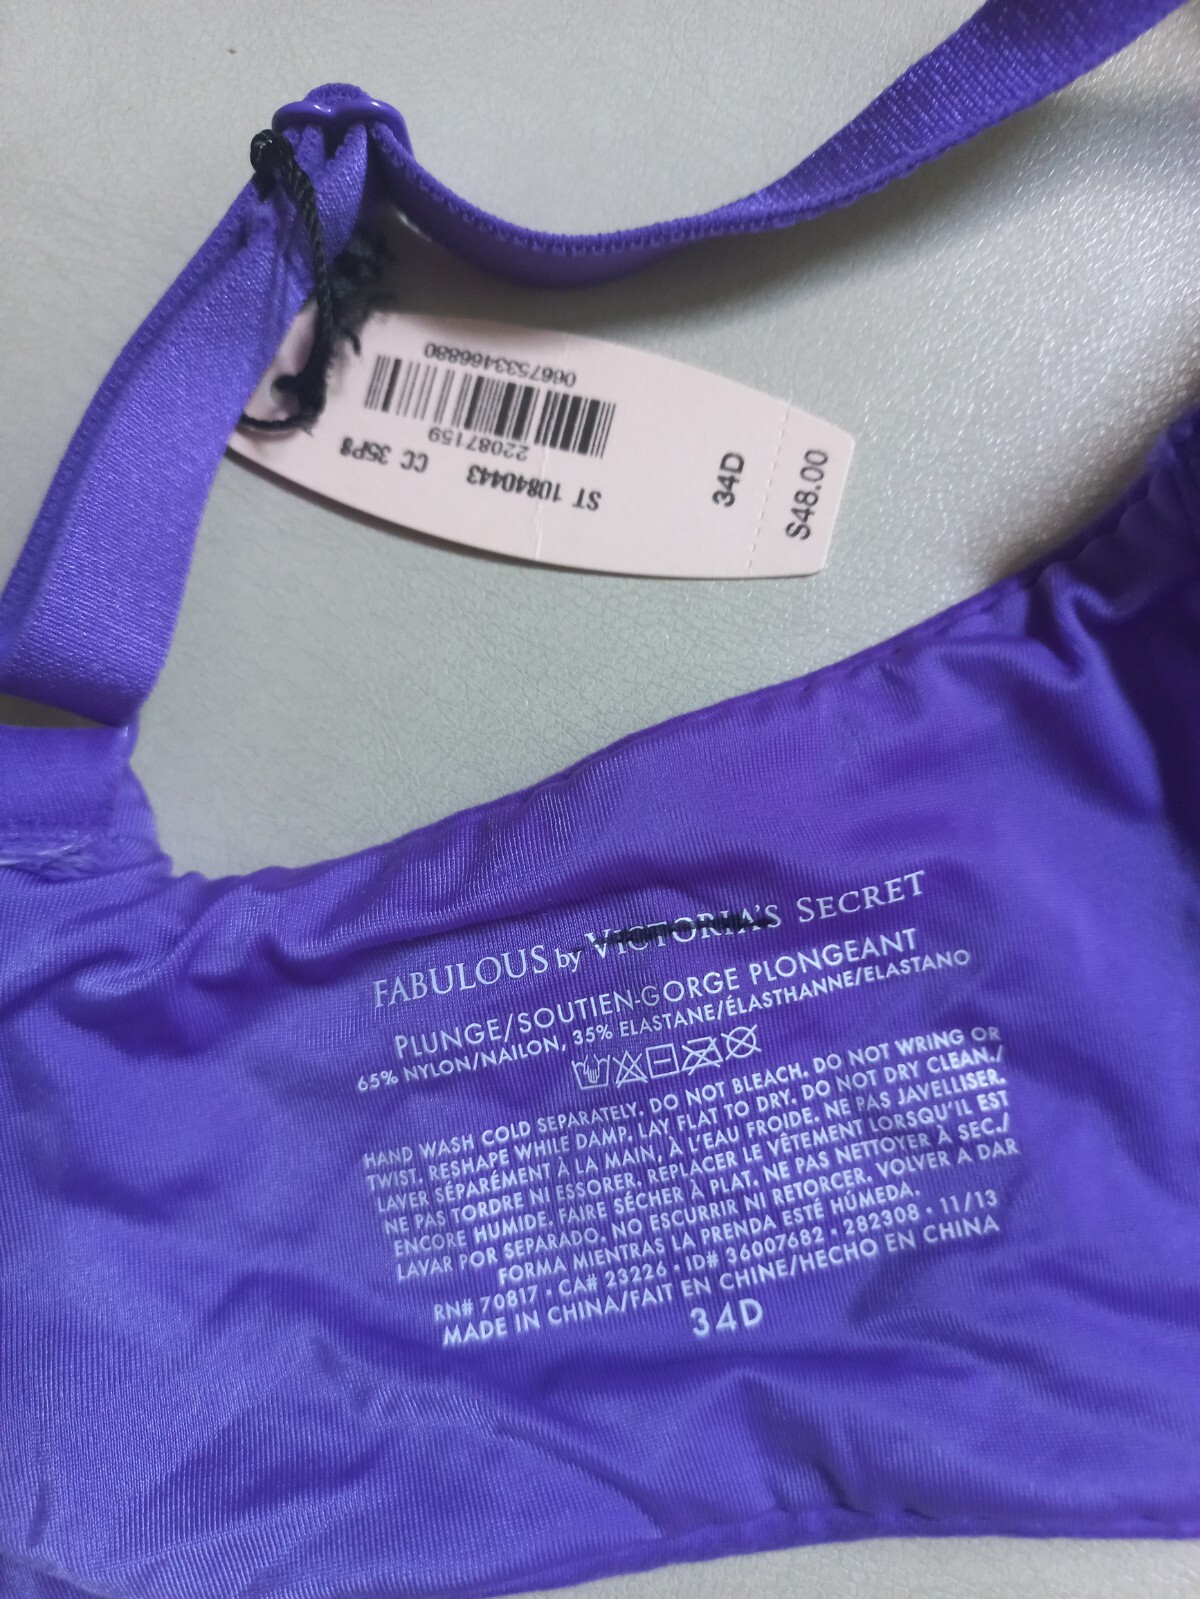 0667533466880
22087159
ST 10840443 CC 35P8
34D
$48.00
FABULOUS by VICTORIA'S SECRET
PLUNGE/SOUTIEN-GORGE PLONGEANT
65% NYLON/NAILON, 35% ELASTANE/ÉLASTHANNE/ELASTANO
HAND WASH COLD SEPARATELY. DO NOT BLEACH. DO NOT WRING OR
TWIST. RESHAPE WHILE DAMP. LAY FLAT TO DRY. DO NOT DRY CLEAN./
LAVER SÉPARÉMENT À LA MAIN, À L'EAU FROIDE. NE PAS JAVELLISER.
NE PAS TORDRE NI ESSORER. REPLACER LE VÊTEMENT LORSQU'IL EST
ENCORE HUMIDE. FAIRE SÉCHER À PLAT. NE PAS NETTOYER À SEC./
LAVAR POR SEPARADO. NO ESCURRIR NI RETORCER. VOLVER A DAR
FORMA MIENTRAS LA PRENDA ESTÉ HÚMEDA.
RN# 70817 • CA# 23226 • ID# 36007682 • 282308 • 11/13
MADE IN CHINA/FAIT EN CHINE/HECHO EN CHINA
34D